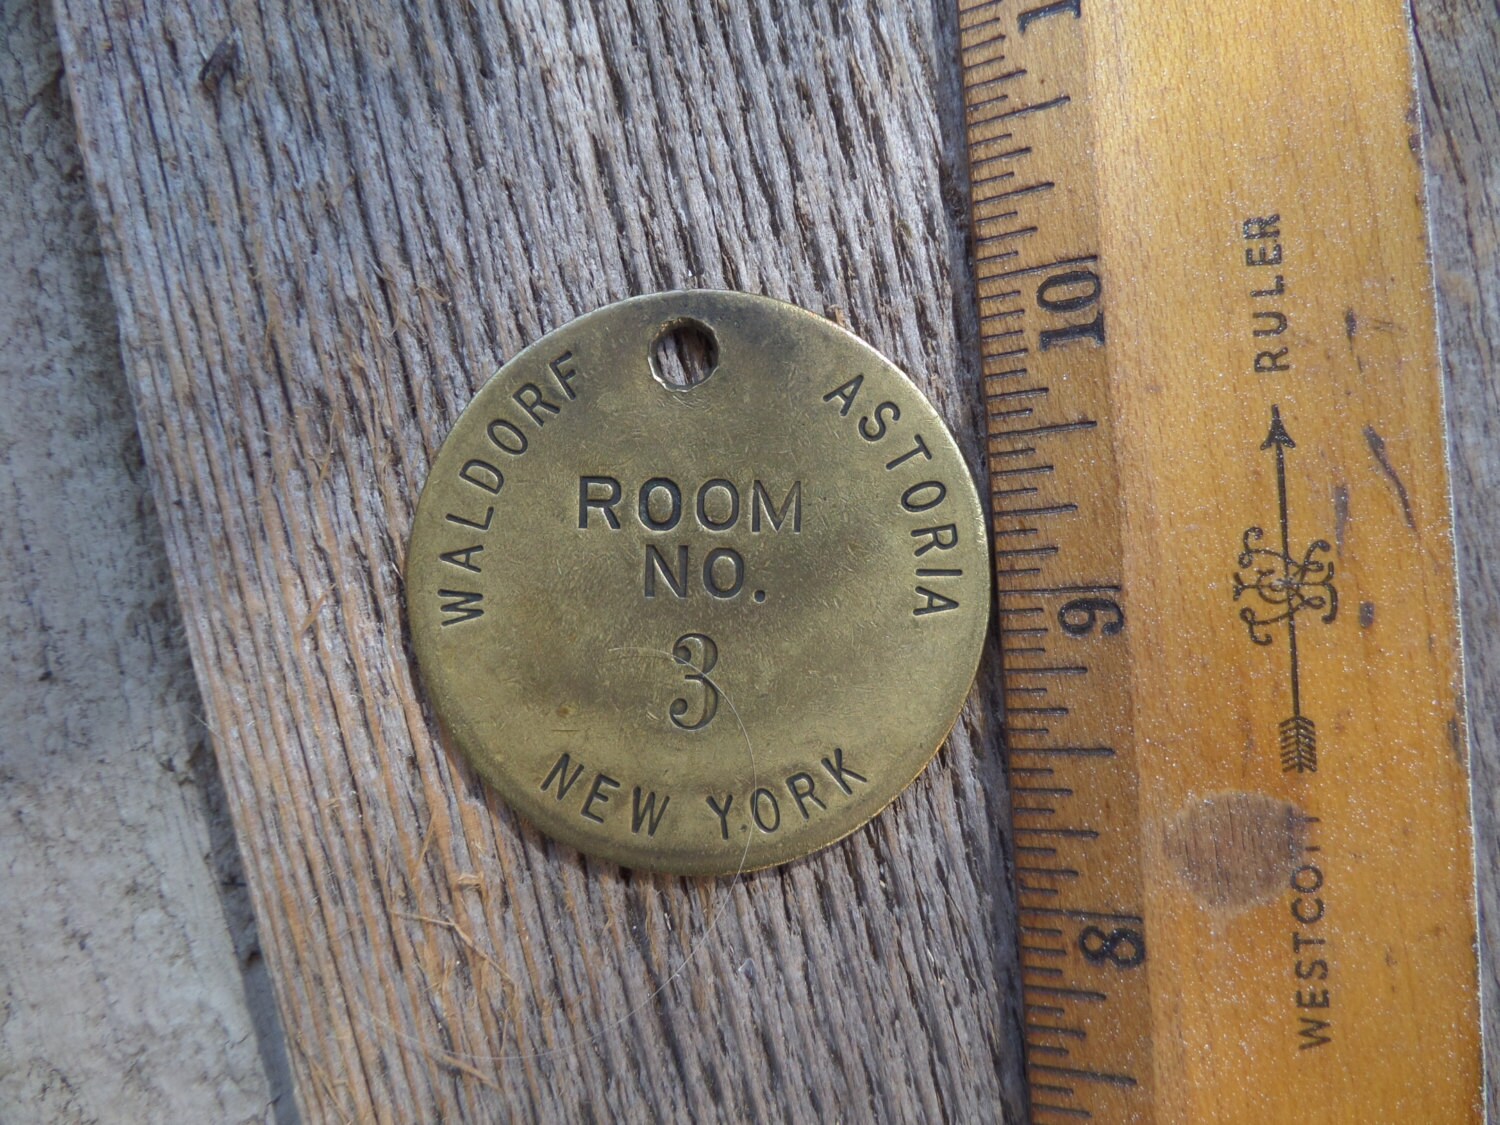 WALDORF ASTORIA
ROOM
NO.
3
NEW YORK
10
9
8
WESTCOTT RULER